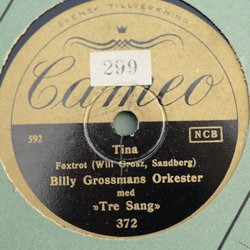 SVENSK TILLVERKNING
299
Cameo
592
NCB
Tina
Foxtrot (Will Grosz, Sandberg)
Billy Grossmans Orkester
med
»Tre Sang»
372